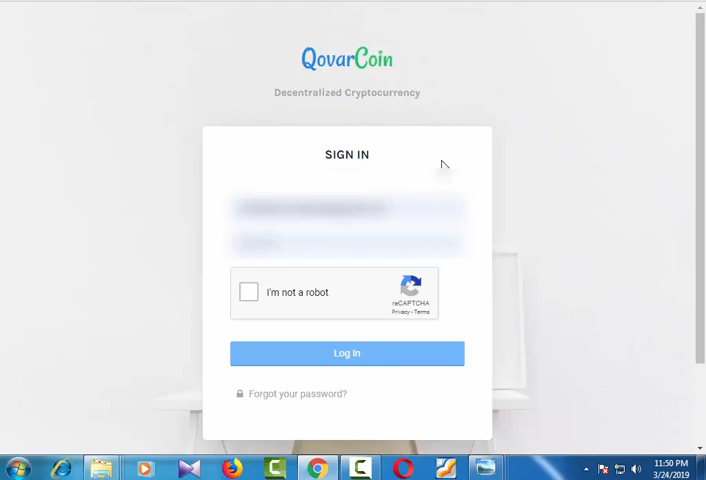 QovarCoin
Decentralized Cryptocurrency
SIGN IN
I'm not a robot
reCAPTCHA
Privacy - Terms
Log In
Forgot your password?
11:50 PM
3/24/2019